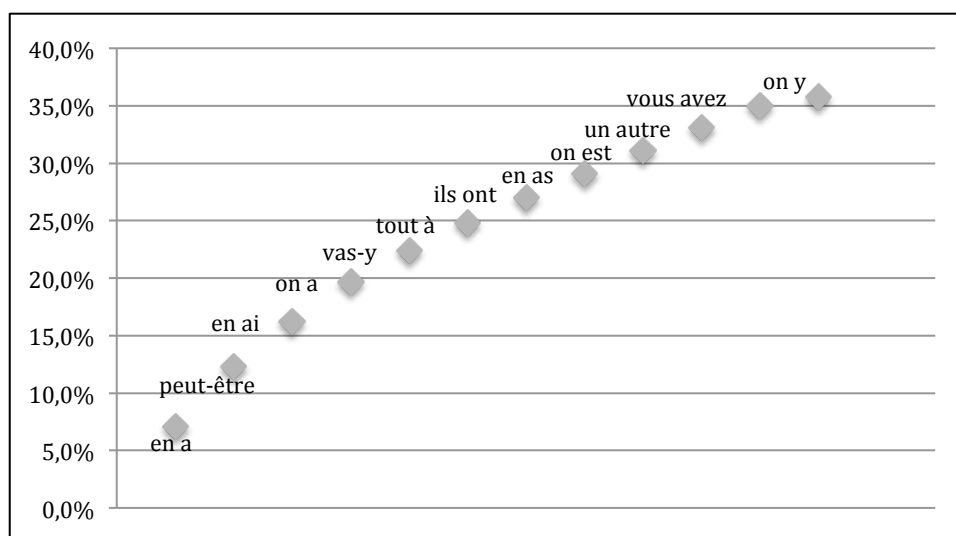 40,0%
35,0%
30,0%
25,0%
20,0%
15,0%
10,0%
5,0%
0,0%
en a
peut-être
en ai
on a
vas-y
tout à
ils ont
en as
on est
un autre
vous avez
on y